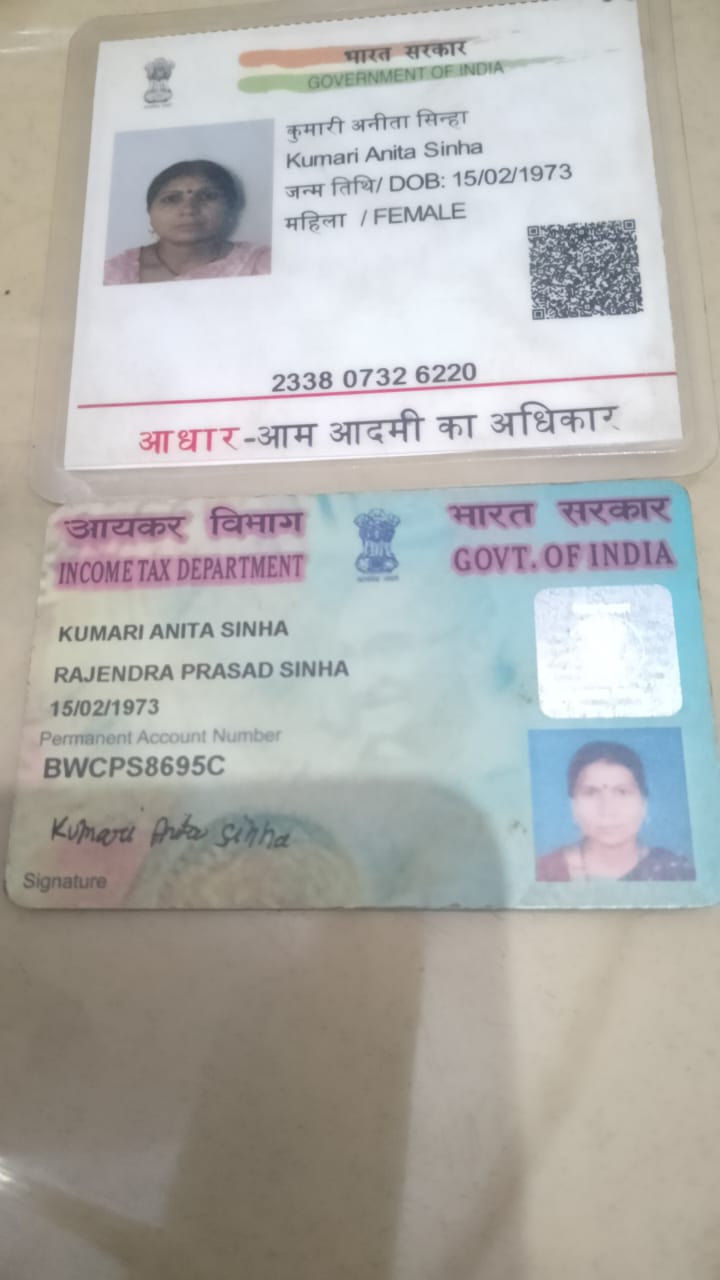 भारत सरकार
GOVERNMENT OF INDIA
कुमारी अनीता सिन्हा
Kumari Anita Sinha
जन्म तिथि/ DOB: 15/02/1973
महिला / FEMALE
2338 0732 6220
आधार-आम आदमी का अधिकार
आयकर विभाग
INCOME TAX DEPARTMENT
भारत सरकार
GOVT. OF INDIA
KUMARI ANITA SINHA
RAJENDRA PRASAD SINHA
15/02/1973
Permanent Account Number
BWCPS8695C
Kumari Anita Sinha
Signature